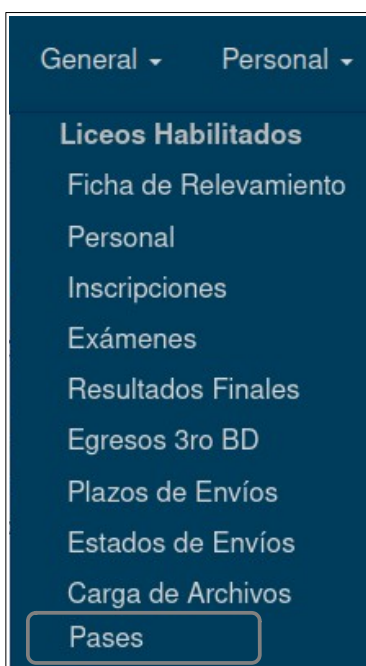 General Personal
Liceos Habilitados
Ficha de Relevamiento
Personal
Inscripciones
Exámenes
Resultados Finales
Egresos 3ro BD
Plazos de Envíos
Estados de Envíos
Carga de Archivos
Pases